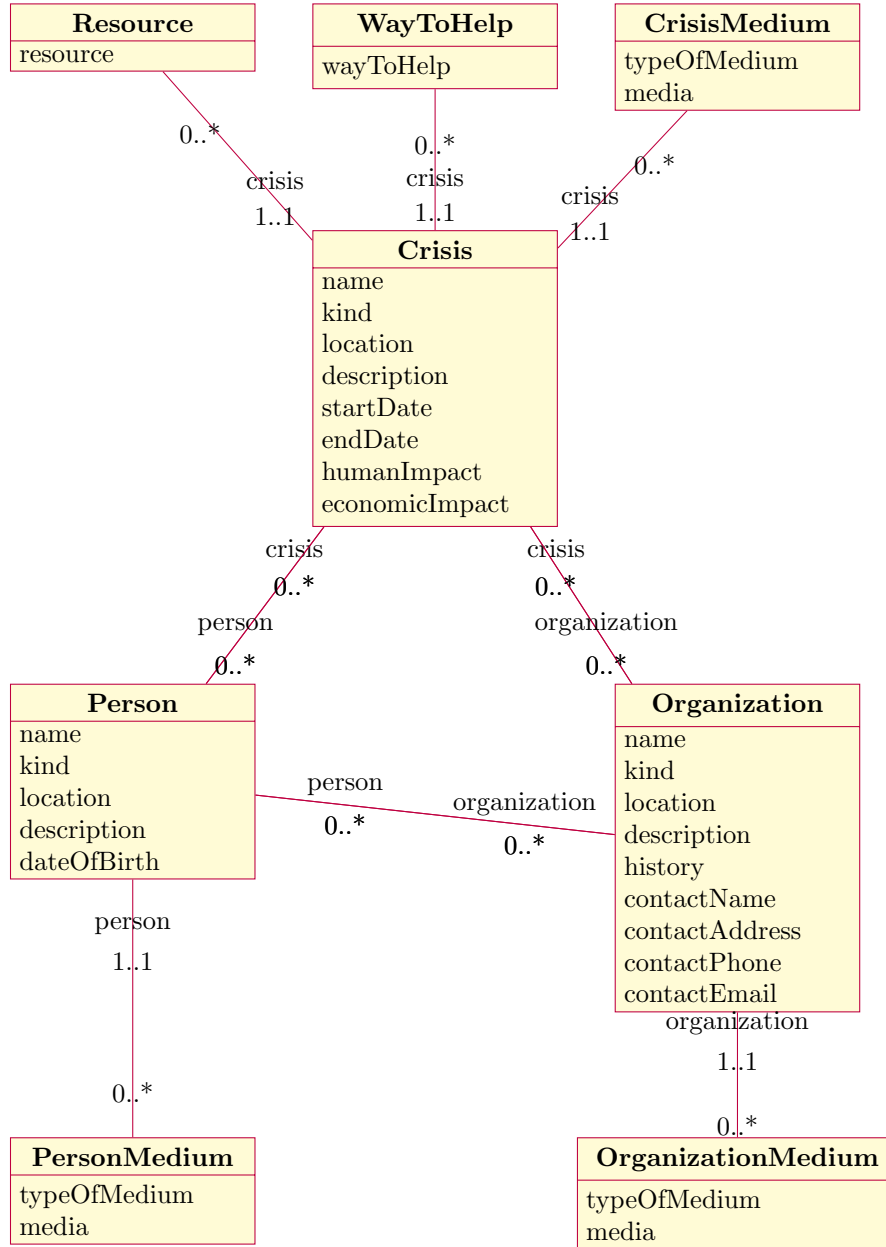 Resource
resource
WayToHelp
wayToHelp
CrisisMedium
typeOfMedium
media
0..*
crisis
1..1
0..*
crisis
1..1
0..*
crisis
1..1
Crisis
name
kind
location
description
startDate
endDate
humanImpact
economicImpact
crisis
0..*
person
0..*
crisis
0..*
organization
0..*
Person
name
kind
location
description
dateOfBirth
person
0..*
organization
0..*
Organization
name
kind
location
description
history
contactName
contactAddress
contactPhone
contactEmail
person
1..1
0..*
organization
1..1
0..*
PersonMedium
typeOfMedium
media
OrganizationMedium
typeOfMedium
media